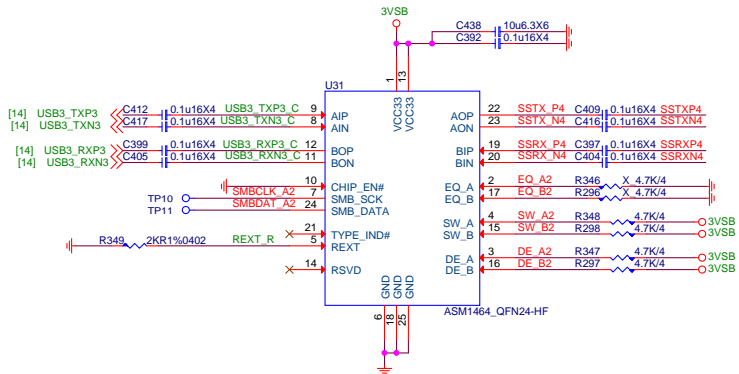 3VSB
C438 10u6.3X6
C392 0.1u16X4
1
13
U31
VCC33
VCC33
[14] USB3_TXP3 C412 0.1u16X4 USB3_TXP3_C 9 AIP AOP 22 SSTX_P4 C409 0.1u16X4 SSTXP4
[14] USB3_TXN3 C417 0.1u16X4 USB3_TXN3_C 8 AIN AON 23 SSTX_N4 C416 0.1u16X4 SSTXN4
[14] USB3_RXP3 C399 0.1u16X4 USB3_RXP3_C 12 BOP BIP 19 SSRX_P4 C397 0.1u16X4 SSRXP4
[14] USB3_RXN3 C405 0.1u16X4 USB3_RXN3_C 11 BON BIN 20 SSRX_N4 C404 0.1u16X4 SSRXN4
10 CHIP_EN# EQ_A 2 EQ_A2 R346 X_4.7K/4
TP10 SMBCLK_A2 7 SMB_SCK EQ_B 17 EQ_B2 R296 X_4.7K/4
TP11 SMBDAT_A2 24 SMB_DATA
SW_A 4 SW_A2 R348 4.7K/4 3VSB
21 TYPE_IND# SW_B 15 SW_B2 R298 4.7K/4 3VSB
R349 2KR1%0402 REXT_R 5 REXT
DE_A 3 DE_A2 R347 4.7K/4 3VSB
14 RSVD DE_B 16 DE_B2 R297 4.7K/4 3VSB
GND
GND
GND
6
18
25
ASM1464_QFN24-HF